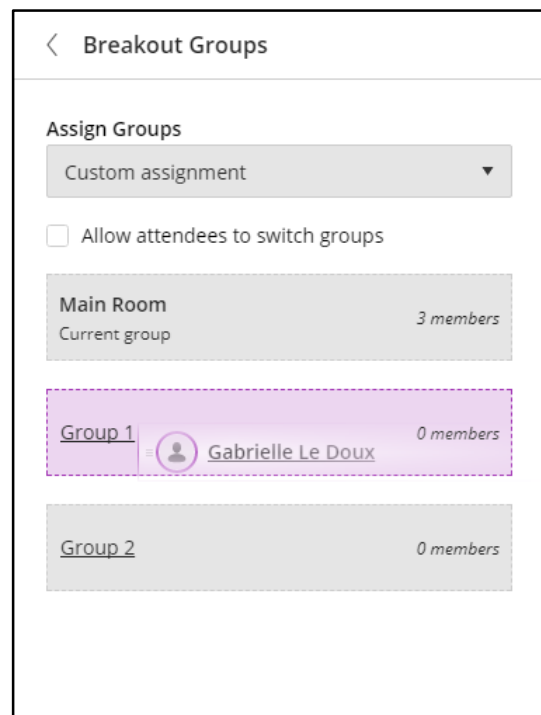 Breakout Groups
Assign Groups
Custom assignment
Allow attendees to switch groups
Main Room
Current group
3 members
Group 1
0 members
Gabrielle Le Doux
Group 2
0 members